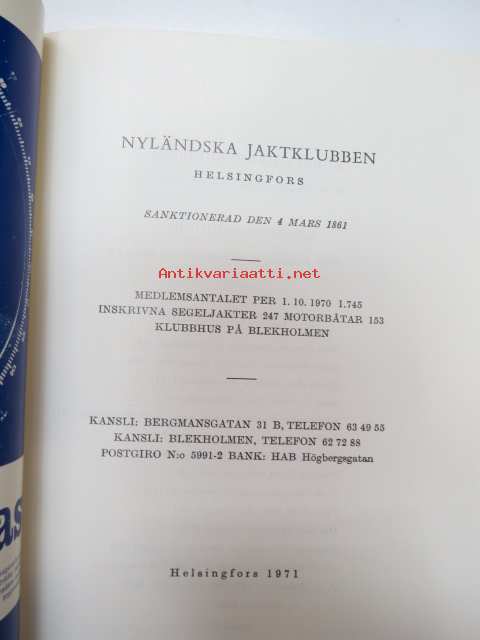 NYLÄNDSKA JAKTKLUBBEN
HELSINGFORS
SANKTIONERAD DEN 4 MARS 1861
Antikvariaatti.net
MEDLEMSANTALET PER 1. 10. 1970 1.745
INSKRIVNA SEGELJAKTER 247 MOTORBÅTAR 153
KLUBBHUS PÅ BLEKHOLMEN
KANSLI: BERGMANSGATAN 31 B, TELEFON 63 49 55
KANSLI: BLEKHOLMEN, TELEFON 62 72 88
POSTGIRO N:o 5991-2 BANK: HAB Högbergsgatan
Helsingfors 1971
as